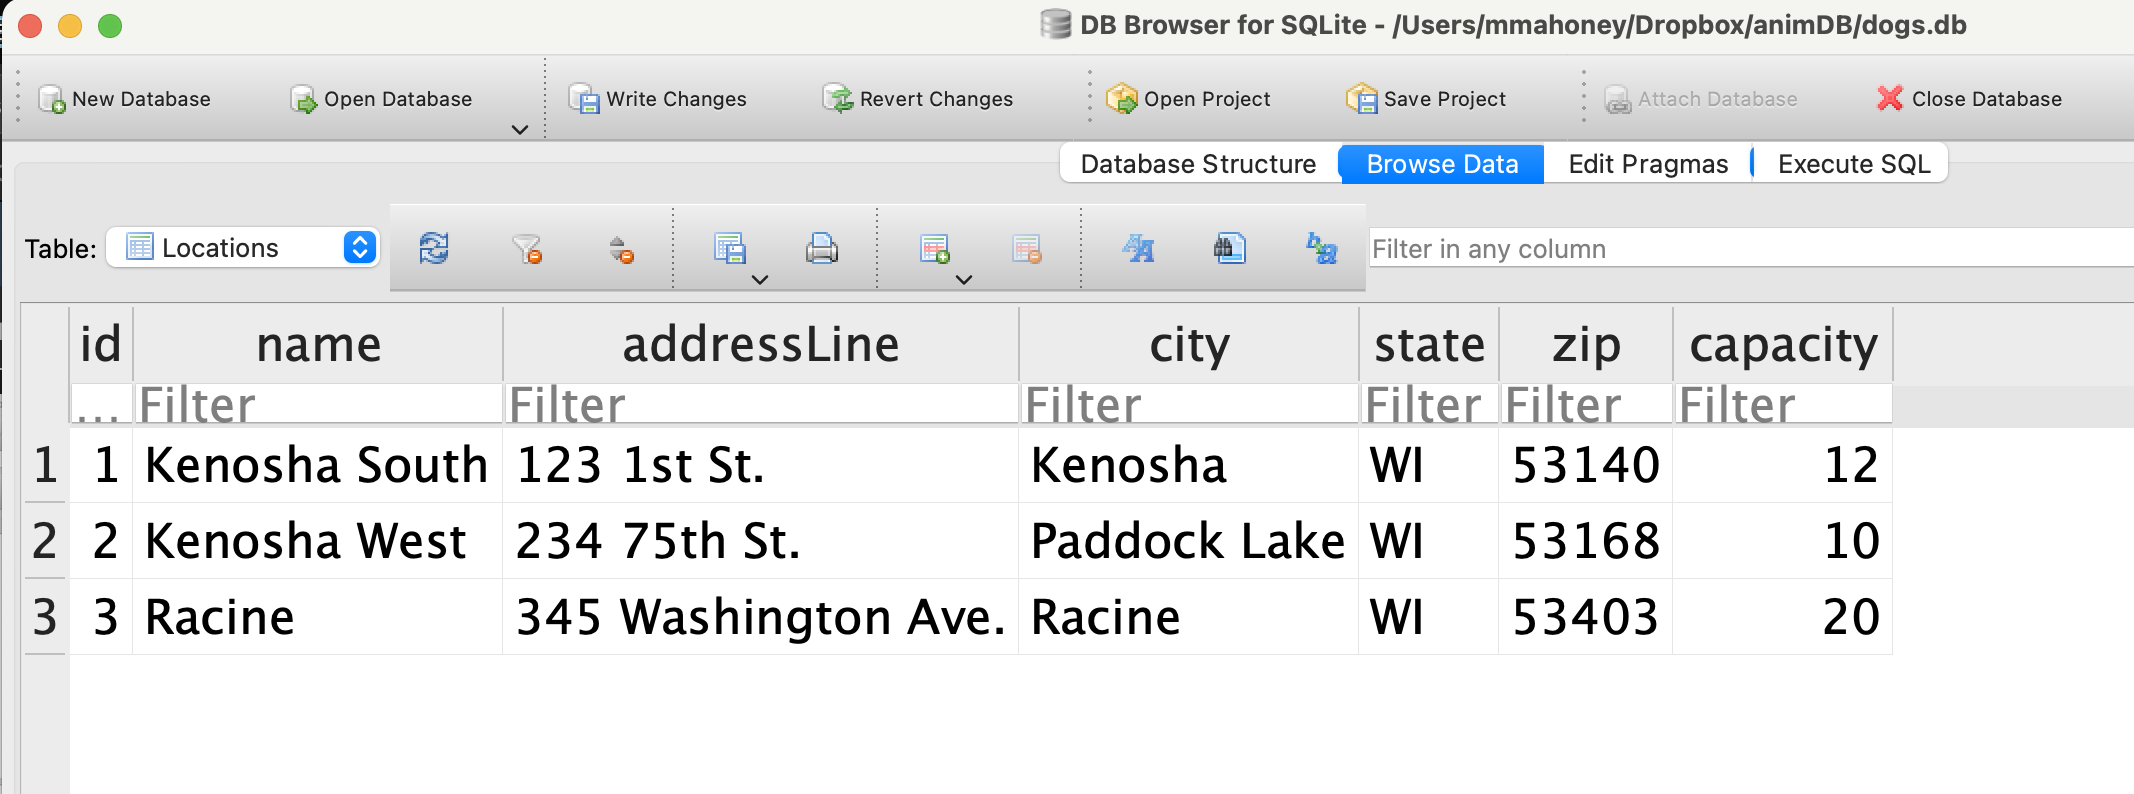 DB Browser for SQLite - /Users/mmahoney/Dropbox/animDB/dogs.db
New Database Open Database Write Changes Revert Changes Open Project Save Project Attach Database Close Database
Database Structure Browse Data Edit Pragmas Execute SQL
Table: Locations Filter in any column
id name addressLine city state zip capacity
... Filter Filter Filter Filter Filter Filter
1 1 Kenosha South 123 1st St. Kenosha WI 53140 12
2 2 Kenosha West 234 75th St. Paddock Lake WI 53168 10
3 3 Racine 345 Washington Ave. Racine WI 53403 20